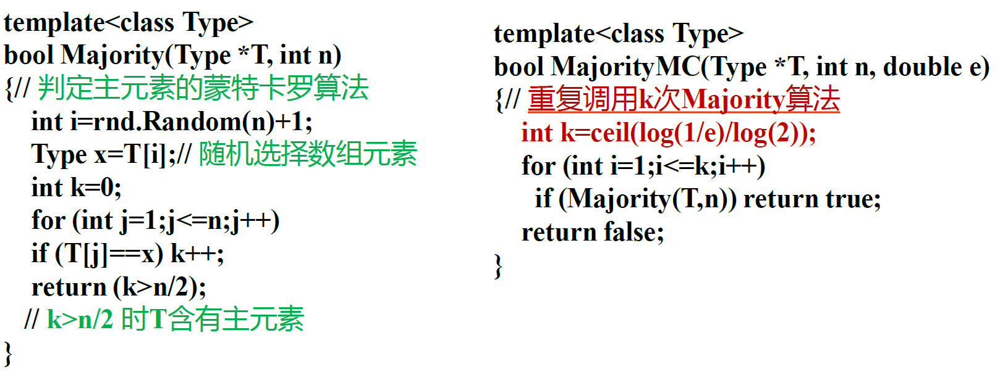 template<class Type>
bool Majority(Type *T, int n)
{// 判定主元素的蒙特卡罗算法
int i=rnd.Random(n)+1;
Type x=T[i];// 随机选择数组元素
int k=0;
for (int j=1;j<=n;j++)
if (T[j]==x) k++;
return (k>n/2);
// k>n/2 时T含有主元素
}
template<class Type>
bool MajorityMC(Type *T, int n, double e)
{// 重复调用k次Majority算法
int k=ceil(log(1/e)/log(2));
for (int i=1;i<=k;i++)
if (Majority(T,n)) return true;
return false;
}